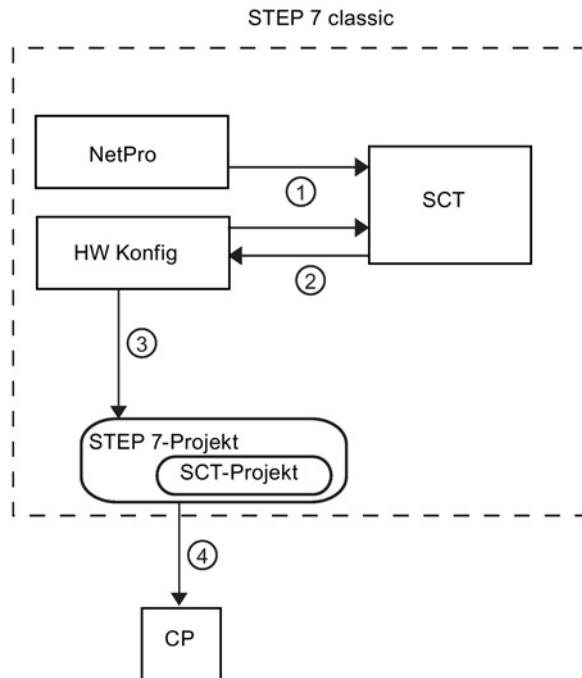 STEP 7 classic
NetPro
1
SCT
HW Konfig
2
3
STEP 7-Projekt
SCT-Projekt
4
CP